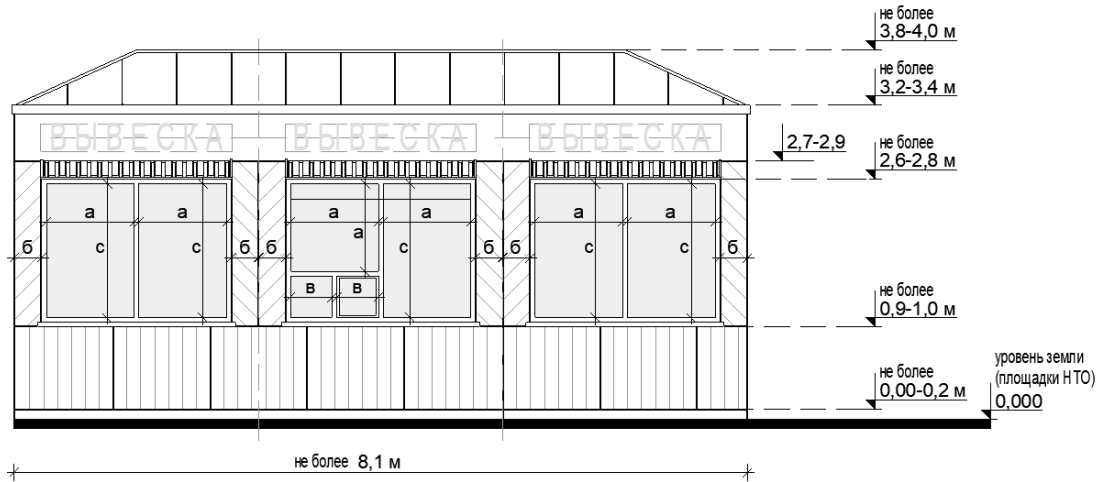 не более
3,8-4,0 м
не более
3,2-3,4 м
ВЫВЕСКА ВЫВЕСКА ВЫВЕСКА
2,7-2,9
не более
2,6-2,8 м
а а а а а а
а
б с с б б с б б с с б
в в
не более
0,9-1,0 м
уровень земли
(площадки НТО)
0,000
не более
0,00-0,2 м
не более 8,1 м